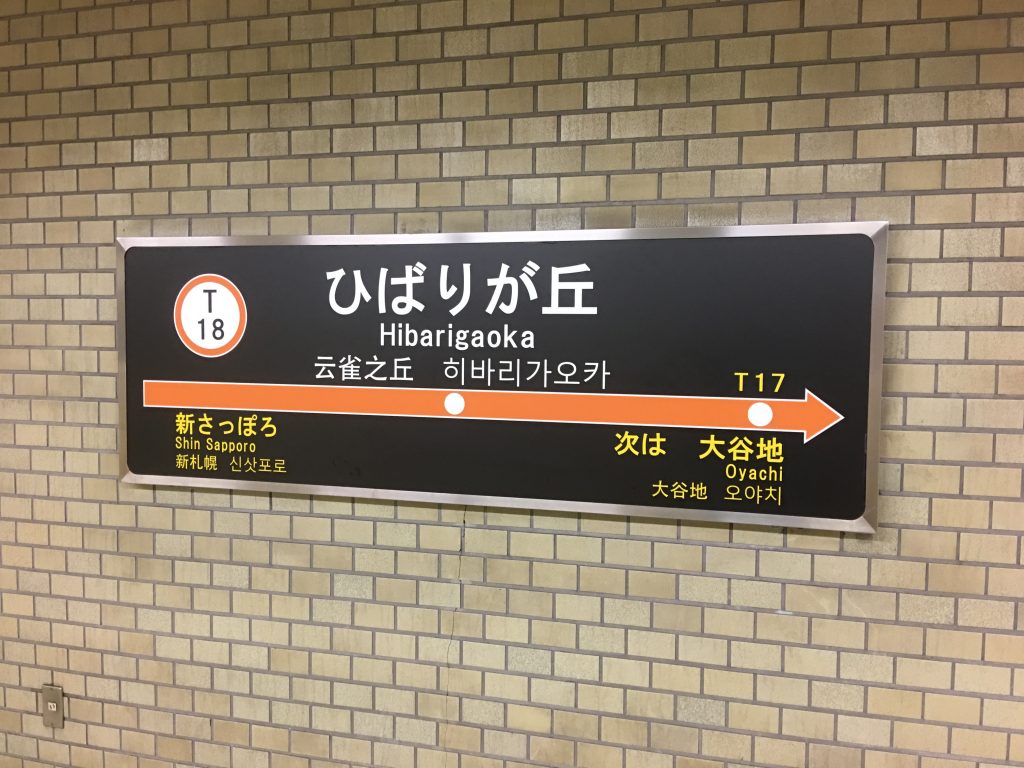 T
18
ひばりが丘
Hibarigaoka
云雀之丘 히바리가오카
T17
新さっぽろ
Shin Sapporo
新札幌 신삿포로
次は 大谷地
Oyachi
大谷地 오야치